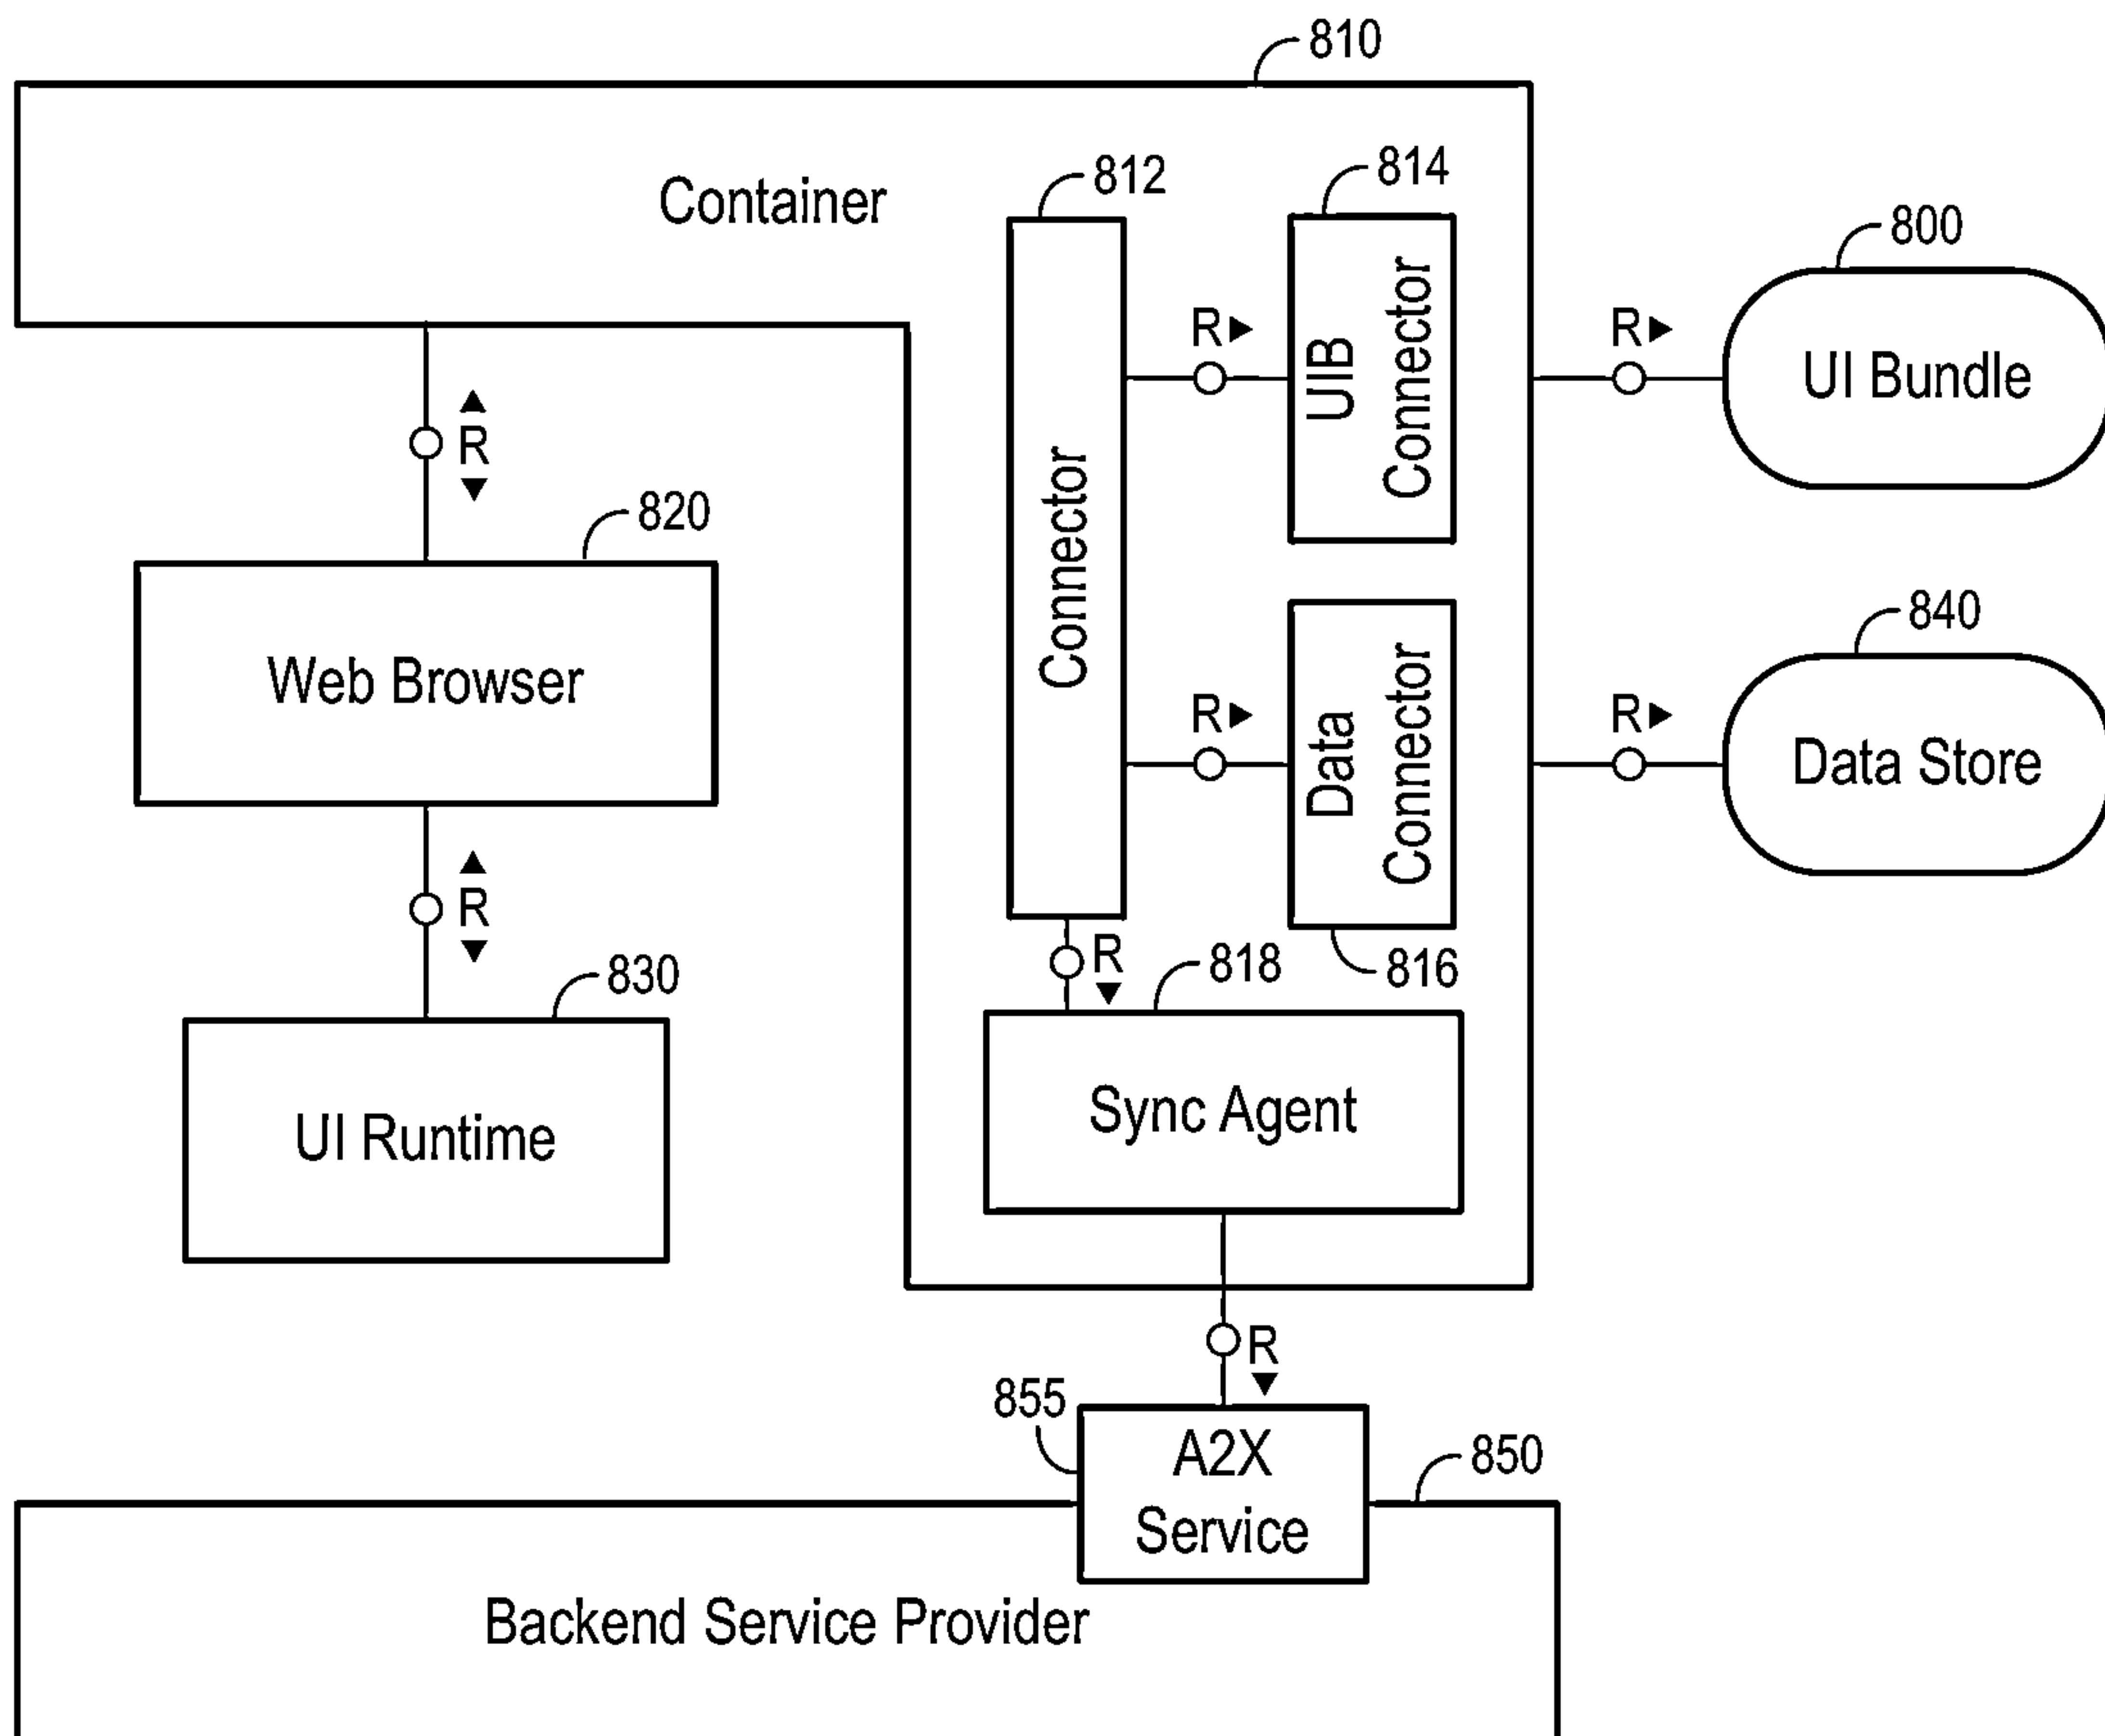 810
812
814
Container
800
R
R
UI Bundle
UIB
Connector
R
820
840
Connector
Web Browser
R
R
Data Store
Data
Connector
R
R
830
818
816
UI Runtime
Sync Agent
R
855
850
A2X
Service
Backend Service Provider